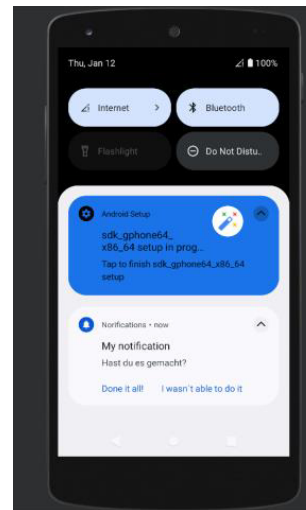 Thu, Jan 12
100%
Internet
Bluetooth
Flashlight
Do Not Distu..
Android Setup
sdk_gphone64_
x86_64 setup in prog...
Tap to finish sdk_gphone64_x86_64
setup
Norifications • now
My notification
Hast du es gemacht?
Done it all! I wasn´t able to do it